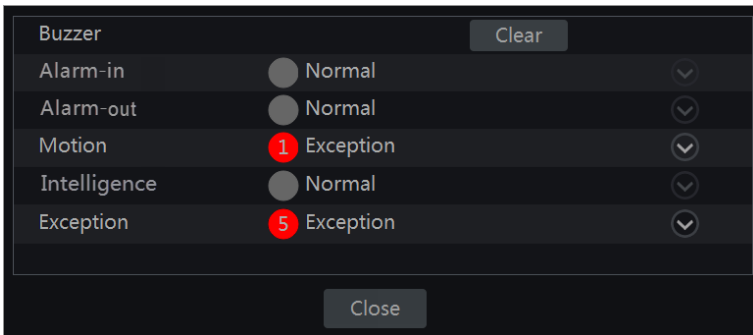 Buzzer Clear
Alarm-in Normal
Alarm-out Normal
Motion 1 Exception
Intelligence Normal
Exception 5 Exception
Close